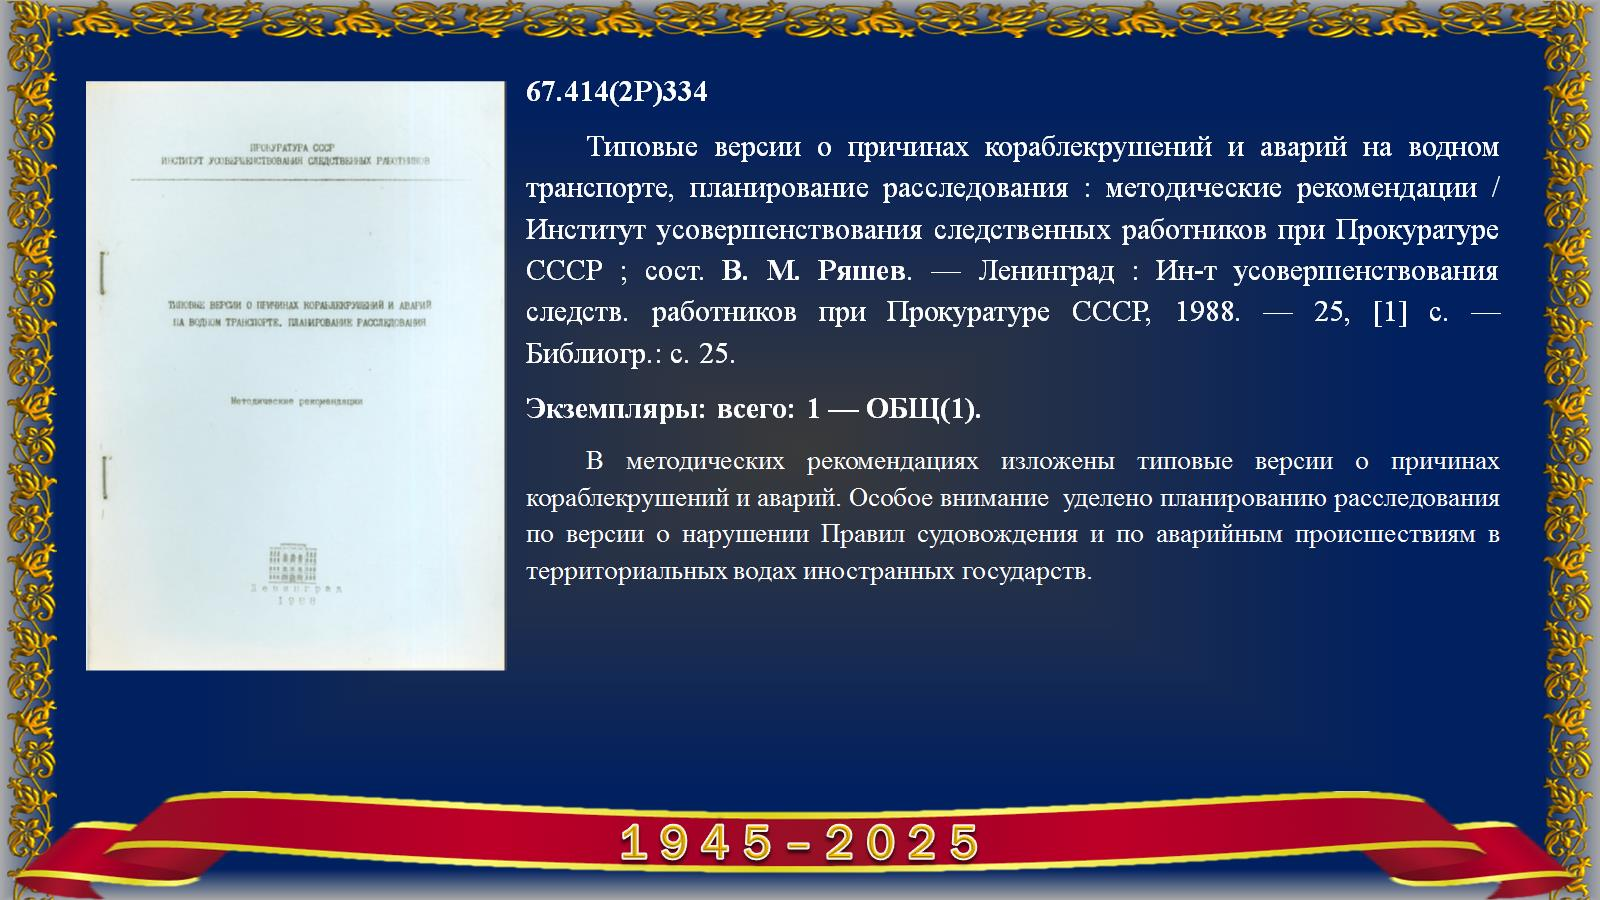 ПРОКУРАТУРА СССР
ИНСТИТУТ УСОВЕРШЕНСТВОВАНИЯ СЛЕДСТВЕННЫХ РАБОТНИКОВ
ТИПОВЫЕ ВЕРСИИ О ПРИЧИНАХ КОРАБЛЕКРУШЕНИЙ И АВАРИЙ
НА ВОДНОМ ТРАНСПОРТЕ. ПЛАНИРОВАНИЕ РАССЛЕДОВАНИЯ
Методические рекомендации
Ленинград
1988
67.414(2Р)334
Типовые версии о причинах кораблекрушений и аварий на водном
транспорте, планирование расследования : методические рекомендации /
Институт усовершенствования следственных работников при Прокуратуре
СССР ; сост. В. М. Ряшев. — Ленинград : Ин-т усовершенствования
следств. работников при Прокуратуре СССР, 1988. — 25, [1] с. —
Библиогр.: с. 25.
Экземпляры: всего: 1 — ОБЩ(1).
В методических рекомендациях изложены типовые версии о причинах
кораблекрушений и аварий. Особое внимание уделено планированию расследования
по версии о нарушении Правил судовождения и по аварийным происшествиям в
территориальных водах иностранных государств.
1945–2025